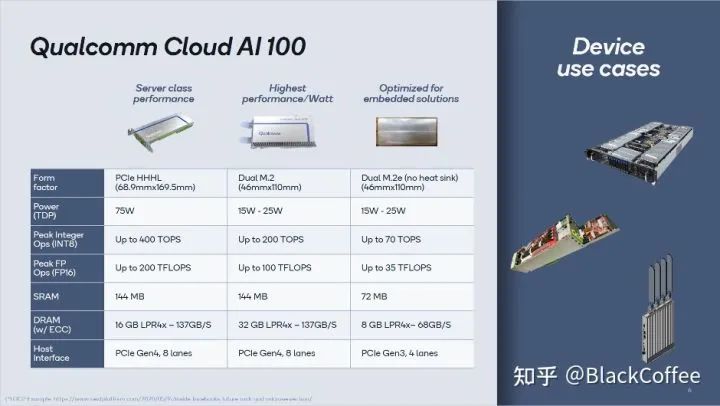 Qualcomm Cloud AI 100
Device
use cases
Server class
performance
Highest
performance/Watt
Optimized for
embedded solutions
Qualcomm
Form
factor
PCIe HHHL
(68.9mmx169.5mm)
Dual M.2
(46mmx110mm)
Dual M.2e (no heat sink)
(46mmx110mm)
Power
(TDP)
75W
15W - 25W
15W - 25W
Peak Integer
Ops (INT8)
Up to 400 TOPS
Up to 200 TOPS
Up to 70 TOPS
Peak FP
Ops (FP16)
Up to 200 TFLOPS
Up to 100 TFLOPS
Up to 35 TFLOPS
SRAM
144 MB
144 MB
72 MB
DRAM
(w/ ECC)
16 GB LPR4x – 137GB/S
32 GB LPR4x – 137GB/S
8 GB LPR4x– 68GB/S
Host
Interface
PCIe Gen4, 8 lanes
PCIe Gen4, 8 lanes
PCIe Gen3, 4 lanes
知乎 @BlackCoffee